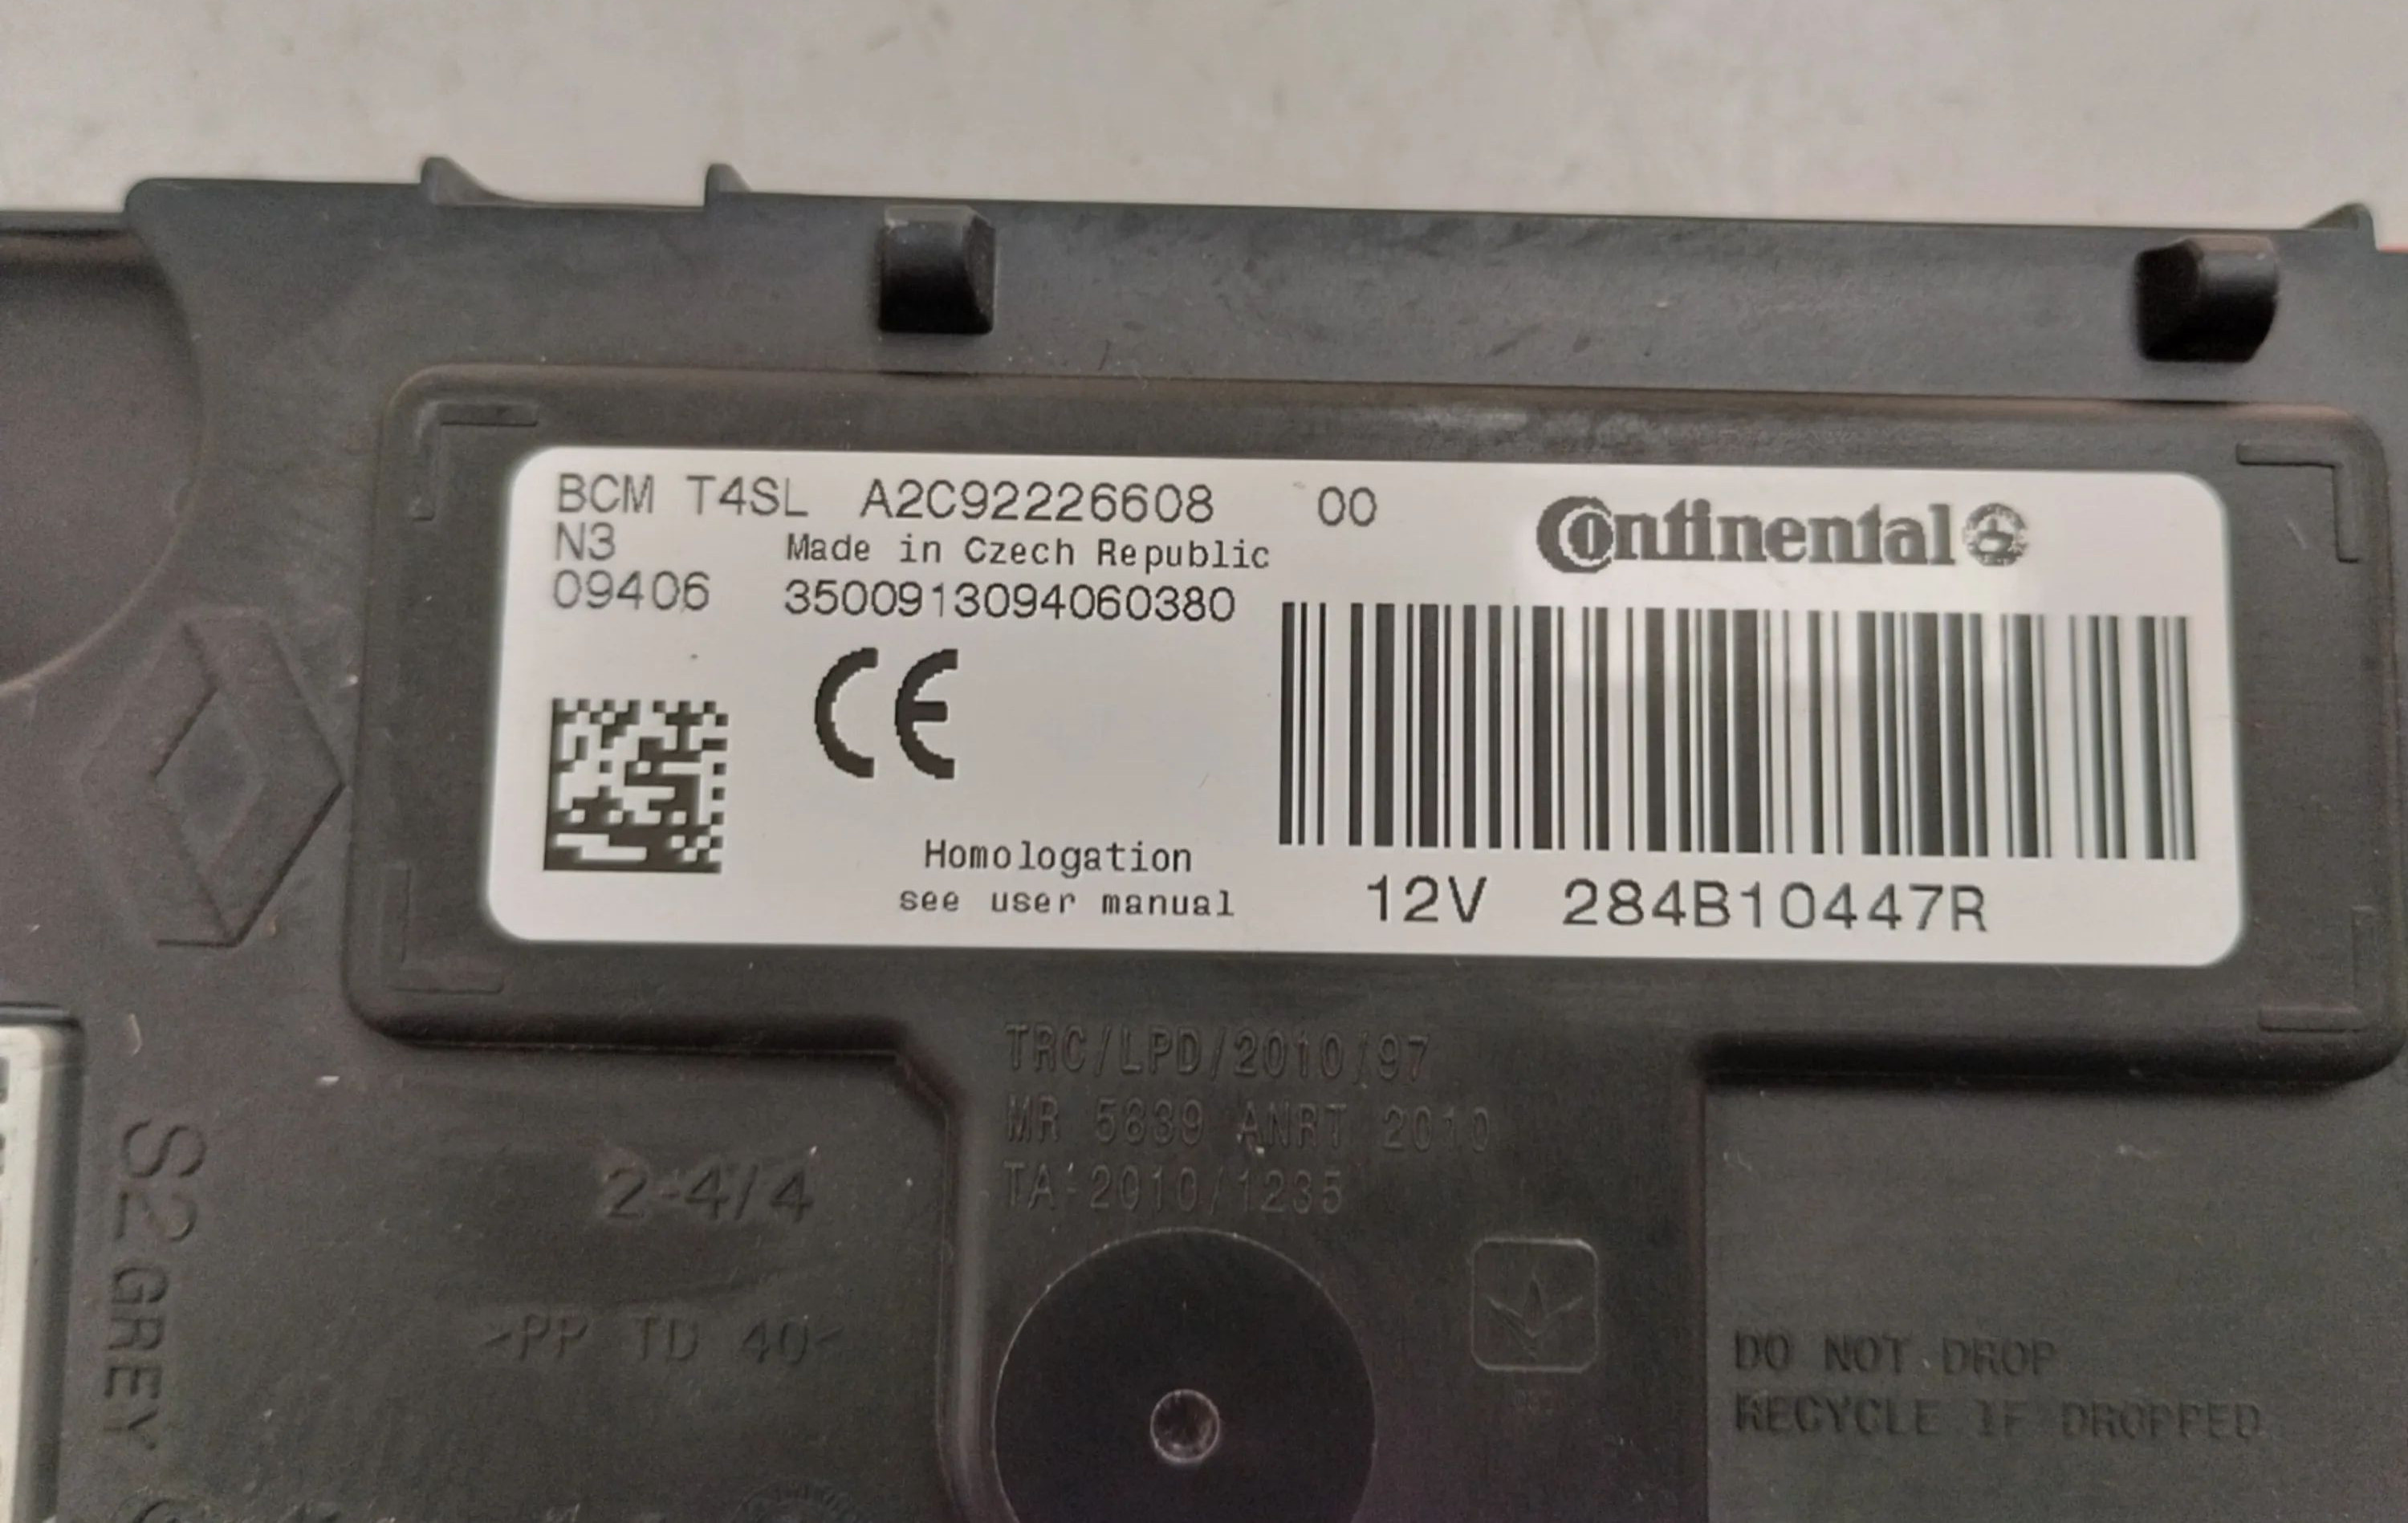 BCM T4SL A2C92226608 00
Continental
N3 Made in Czech Republic
09406 3500913094060380
CE
Homologation
see user manual
12V 284B10447R
TRC/LPD/2010/97
MR 5839 ANRT 2010
TA-2010/1235
2-4/4
>PP TD 40<
S2 GREY
DO NOT DROP
RECYCLE IF DROPPED